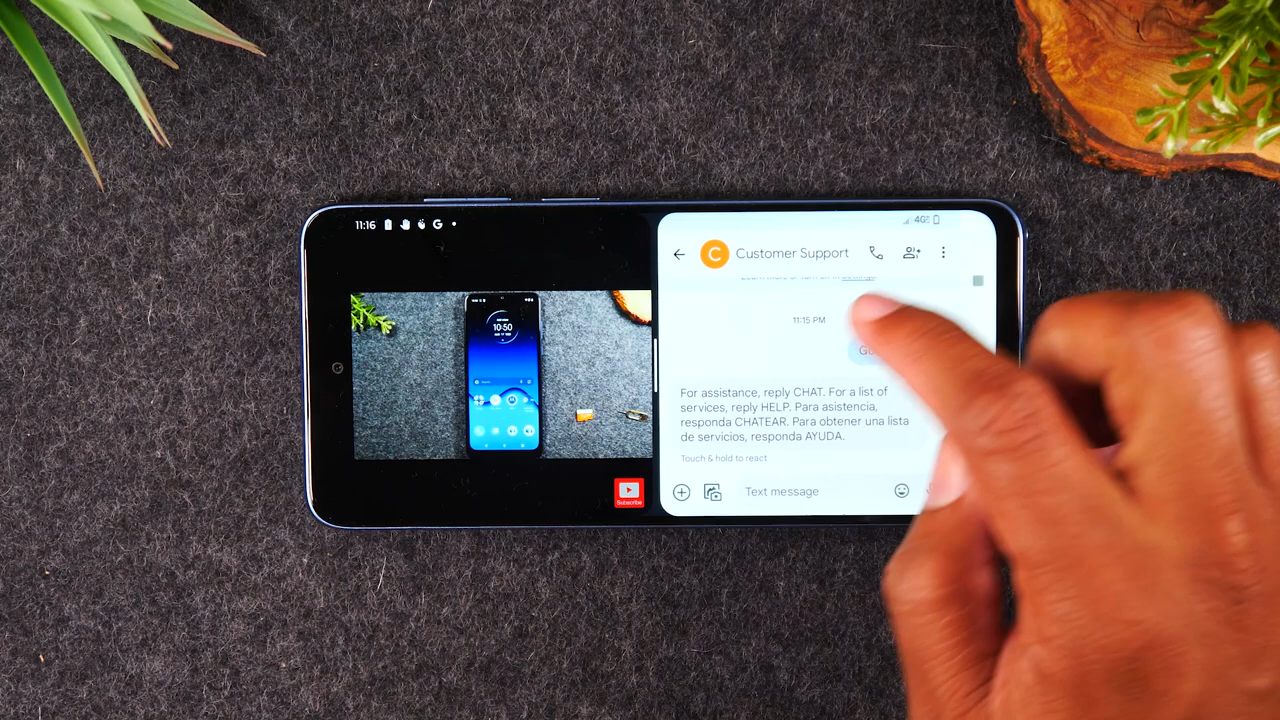 11:16
G
4GE
C
Customer Support
11:15 PM
For assistance, reply CHAT. For a list of
services, reply HELP. Para asistencia,
responda CHATEAR. Para obtener una lista
de servicios, responda AYUDA.
Touch & hold to react
Text message
10:50
Subscribe